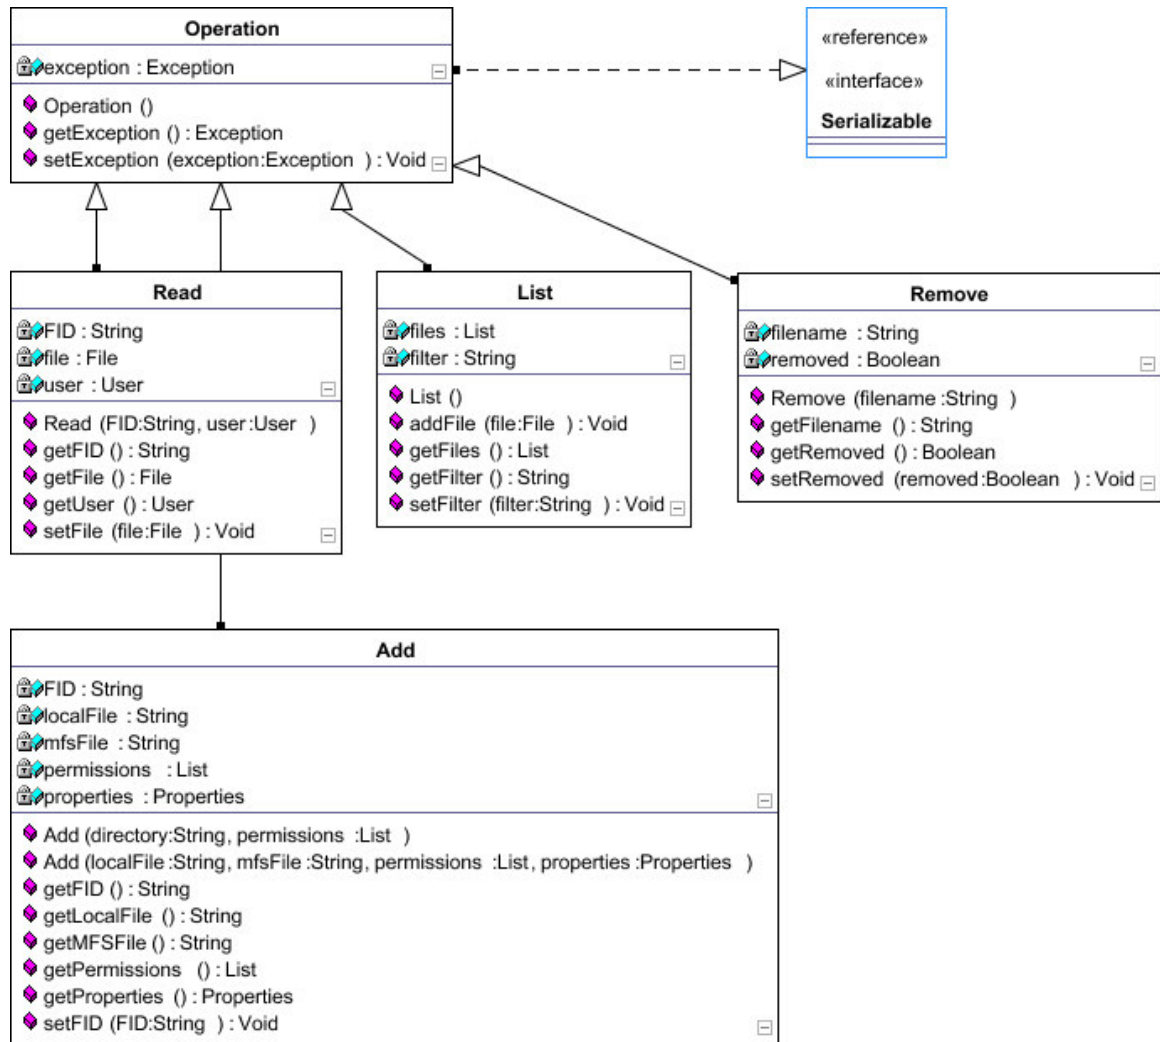 Operation
exception : Exception
Operation ()
getException () : Exception
setException (exception:Exception ) : Void
«reference»
«interface»
Serializable
Read
FID : String
file : File
user : User
Read (FID:String, user:User )
getFID () : String
getFile () : File
getUser () : User
setFile (file:File ) : Void
List
files : List
filter : String
List ()
addFile (file:File ) : Void
getFiles () : List
getFilter () : String
setFilter (filter:String ) : Void
Remove
filename : String
removed : Boolean
Remove (filename :String )
getFilename () : String
getRemoved () : Boolean
setRemoved (removed:Boolean ) : Void
Add
FID : String
localFile : String
mfsFile : String
permissions : List
properties : Properties
Add (directory:String, permissions :List )
Add (localFile :String, mfsFile :String, permissions :List, properties :Properties )
getFID () : String
getLocalFile () : String
getMFSFile () : String
getPermissions () : List
getProperties () : Properties
setFID (FID:String ) : Void